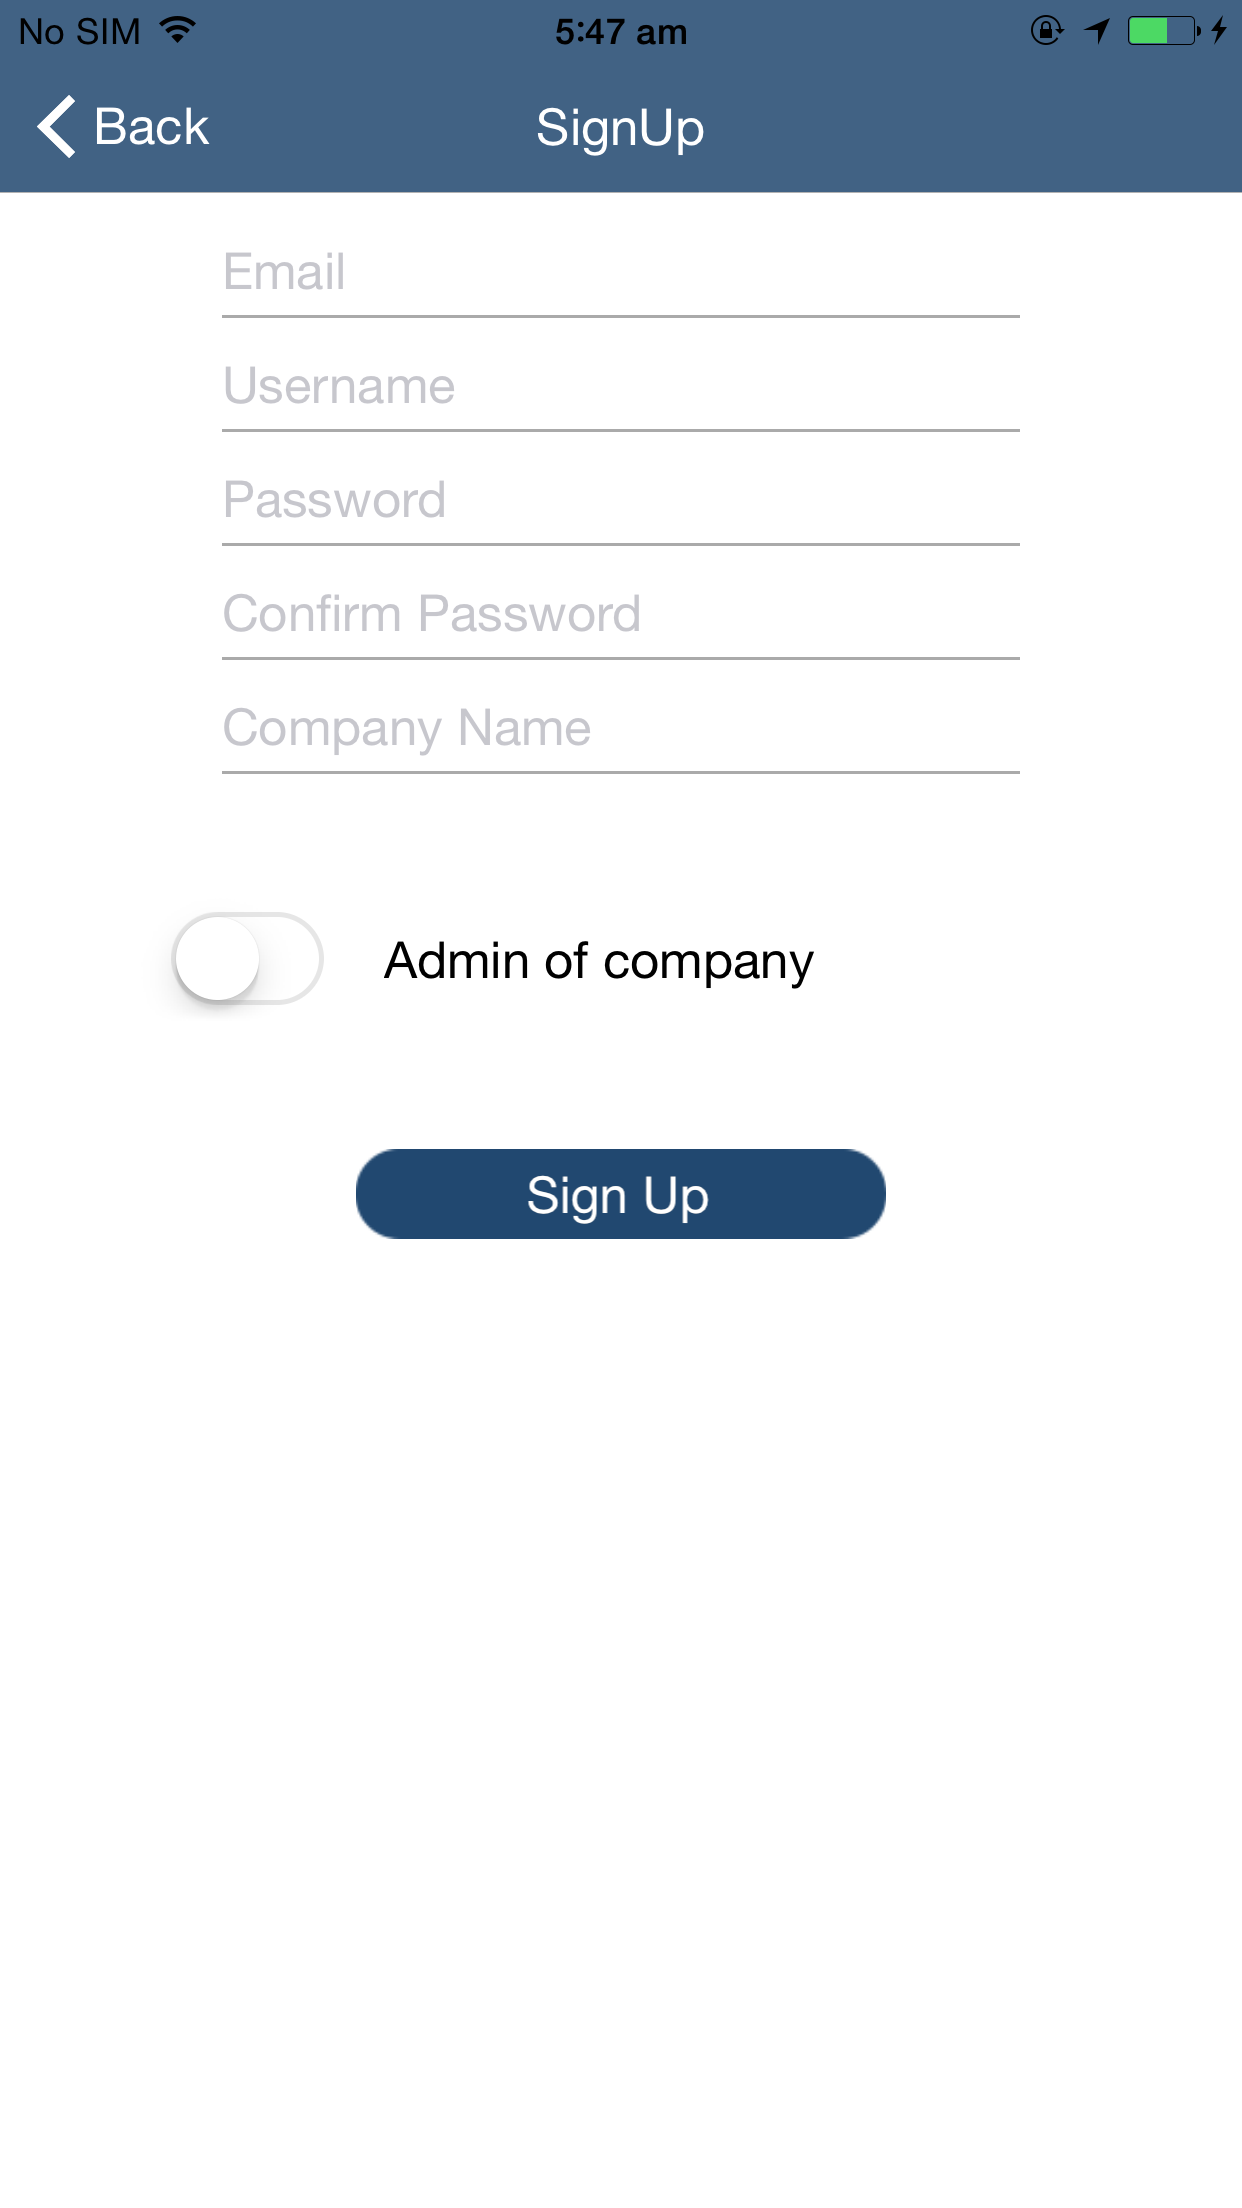 No SIM 5:47 am
Back SignUp
Email
Username
Password
Confirm Password
Company Name
Admin of company
Sign Up